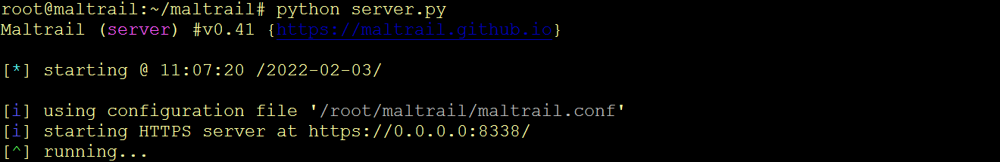 root@maltrail:~/maltrail# python server.py
Maltrail (server) #v0.41 {https://maltrail.github.io}
[*] starting @ 11:07:20 /2022-02-03/
[i] using configuration file '/root/maltrail/maltrail.conf'
[i] starting HTTPS server at https://0.0.0.0:8338/
[^] running...